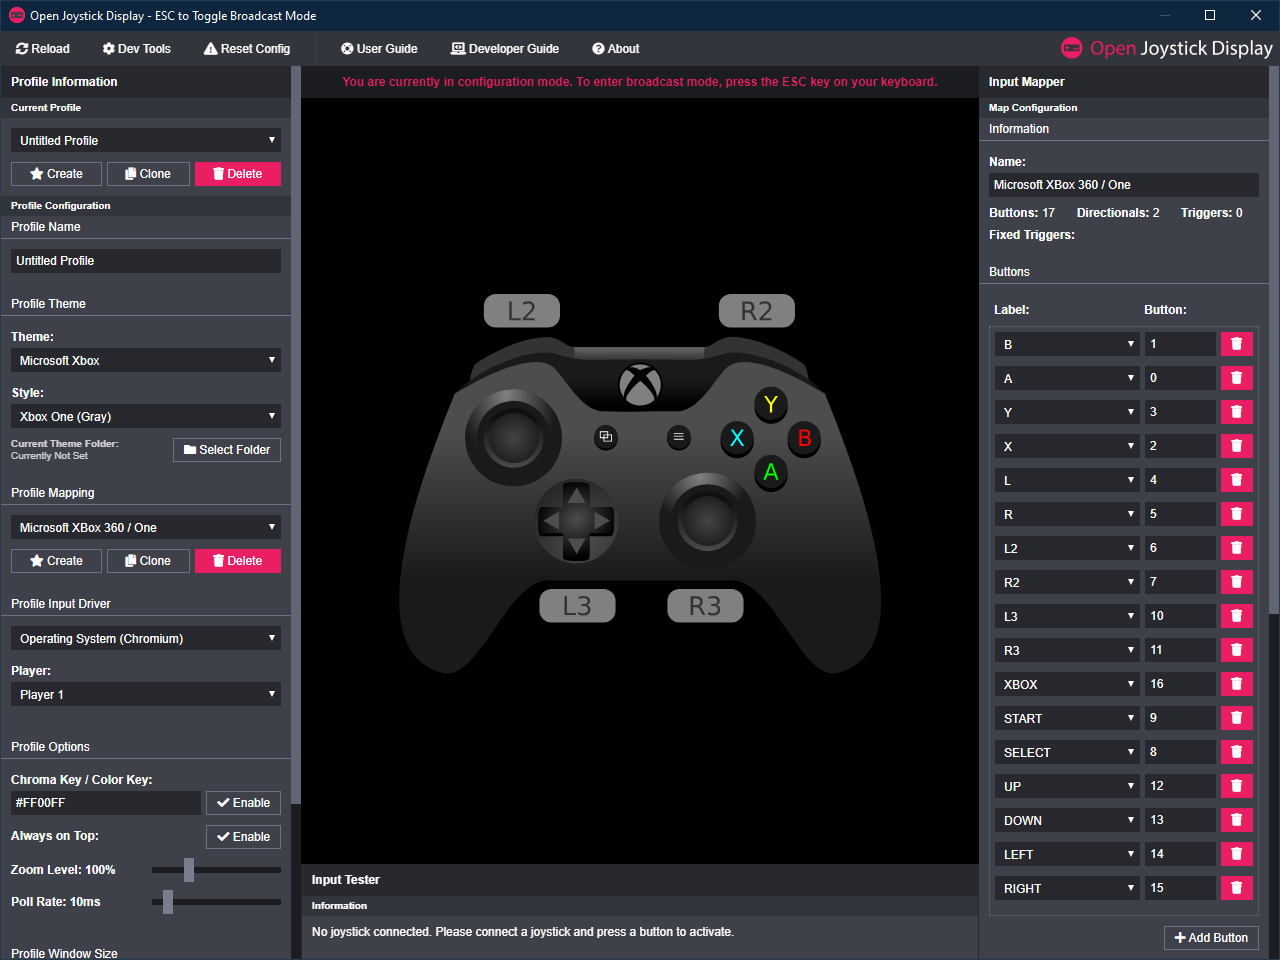 Open Joystick Display - ESC to Toggle Broadcast Mode
Reload Dev Tools Reset Config User Guide Developer Guide About Open Joystick Display
Profile Information
Current Profile
Untitled Profile
Create Clone Delete
Profile Configuration
Profile Name
Untitled Profile
Profile Theme
Theme:
Microsoft Xbox
Style:
Xbox One (Gray)
Current Theme Folder:
Currently Not Set
Select Folder
Profile Mapping
Microsoft XBox 360 / One
Create Clone Delete
Profile Input Driver
Operating System (Chromium)
Player:
Player 1
Profile Options
Chroma Key / Color Key:
#FF00FF Enable
Always on Top: Enable
Zoom Level: 100%
Poll Rate: 10ms
Profile Window Size
You are currently in configuration mode. To enter broadcast mode, press the ESC key on your keyboard.
L2 R2
Y
X B
A
L3 R3
Input Tester
Information
No joystick connected. Please connect a joystick and press a button to activate.
Input Mapper
Map Configuration
Information
Name:
Microsoft XBox 360 / One
Buttons: 17 Directionals: 2 Triggers: 0
Fixed Triggers:
Buttons
Label: Button:
B 1
A 0
Y 3
X 2
L 4
R 5
L2 6
R2 7
L3 10
R3 11
XBOX 16
START 9
SELECT 8
UP 12
DOWN 13
LEFT 14
RIGHT 15
Add Button